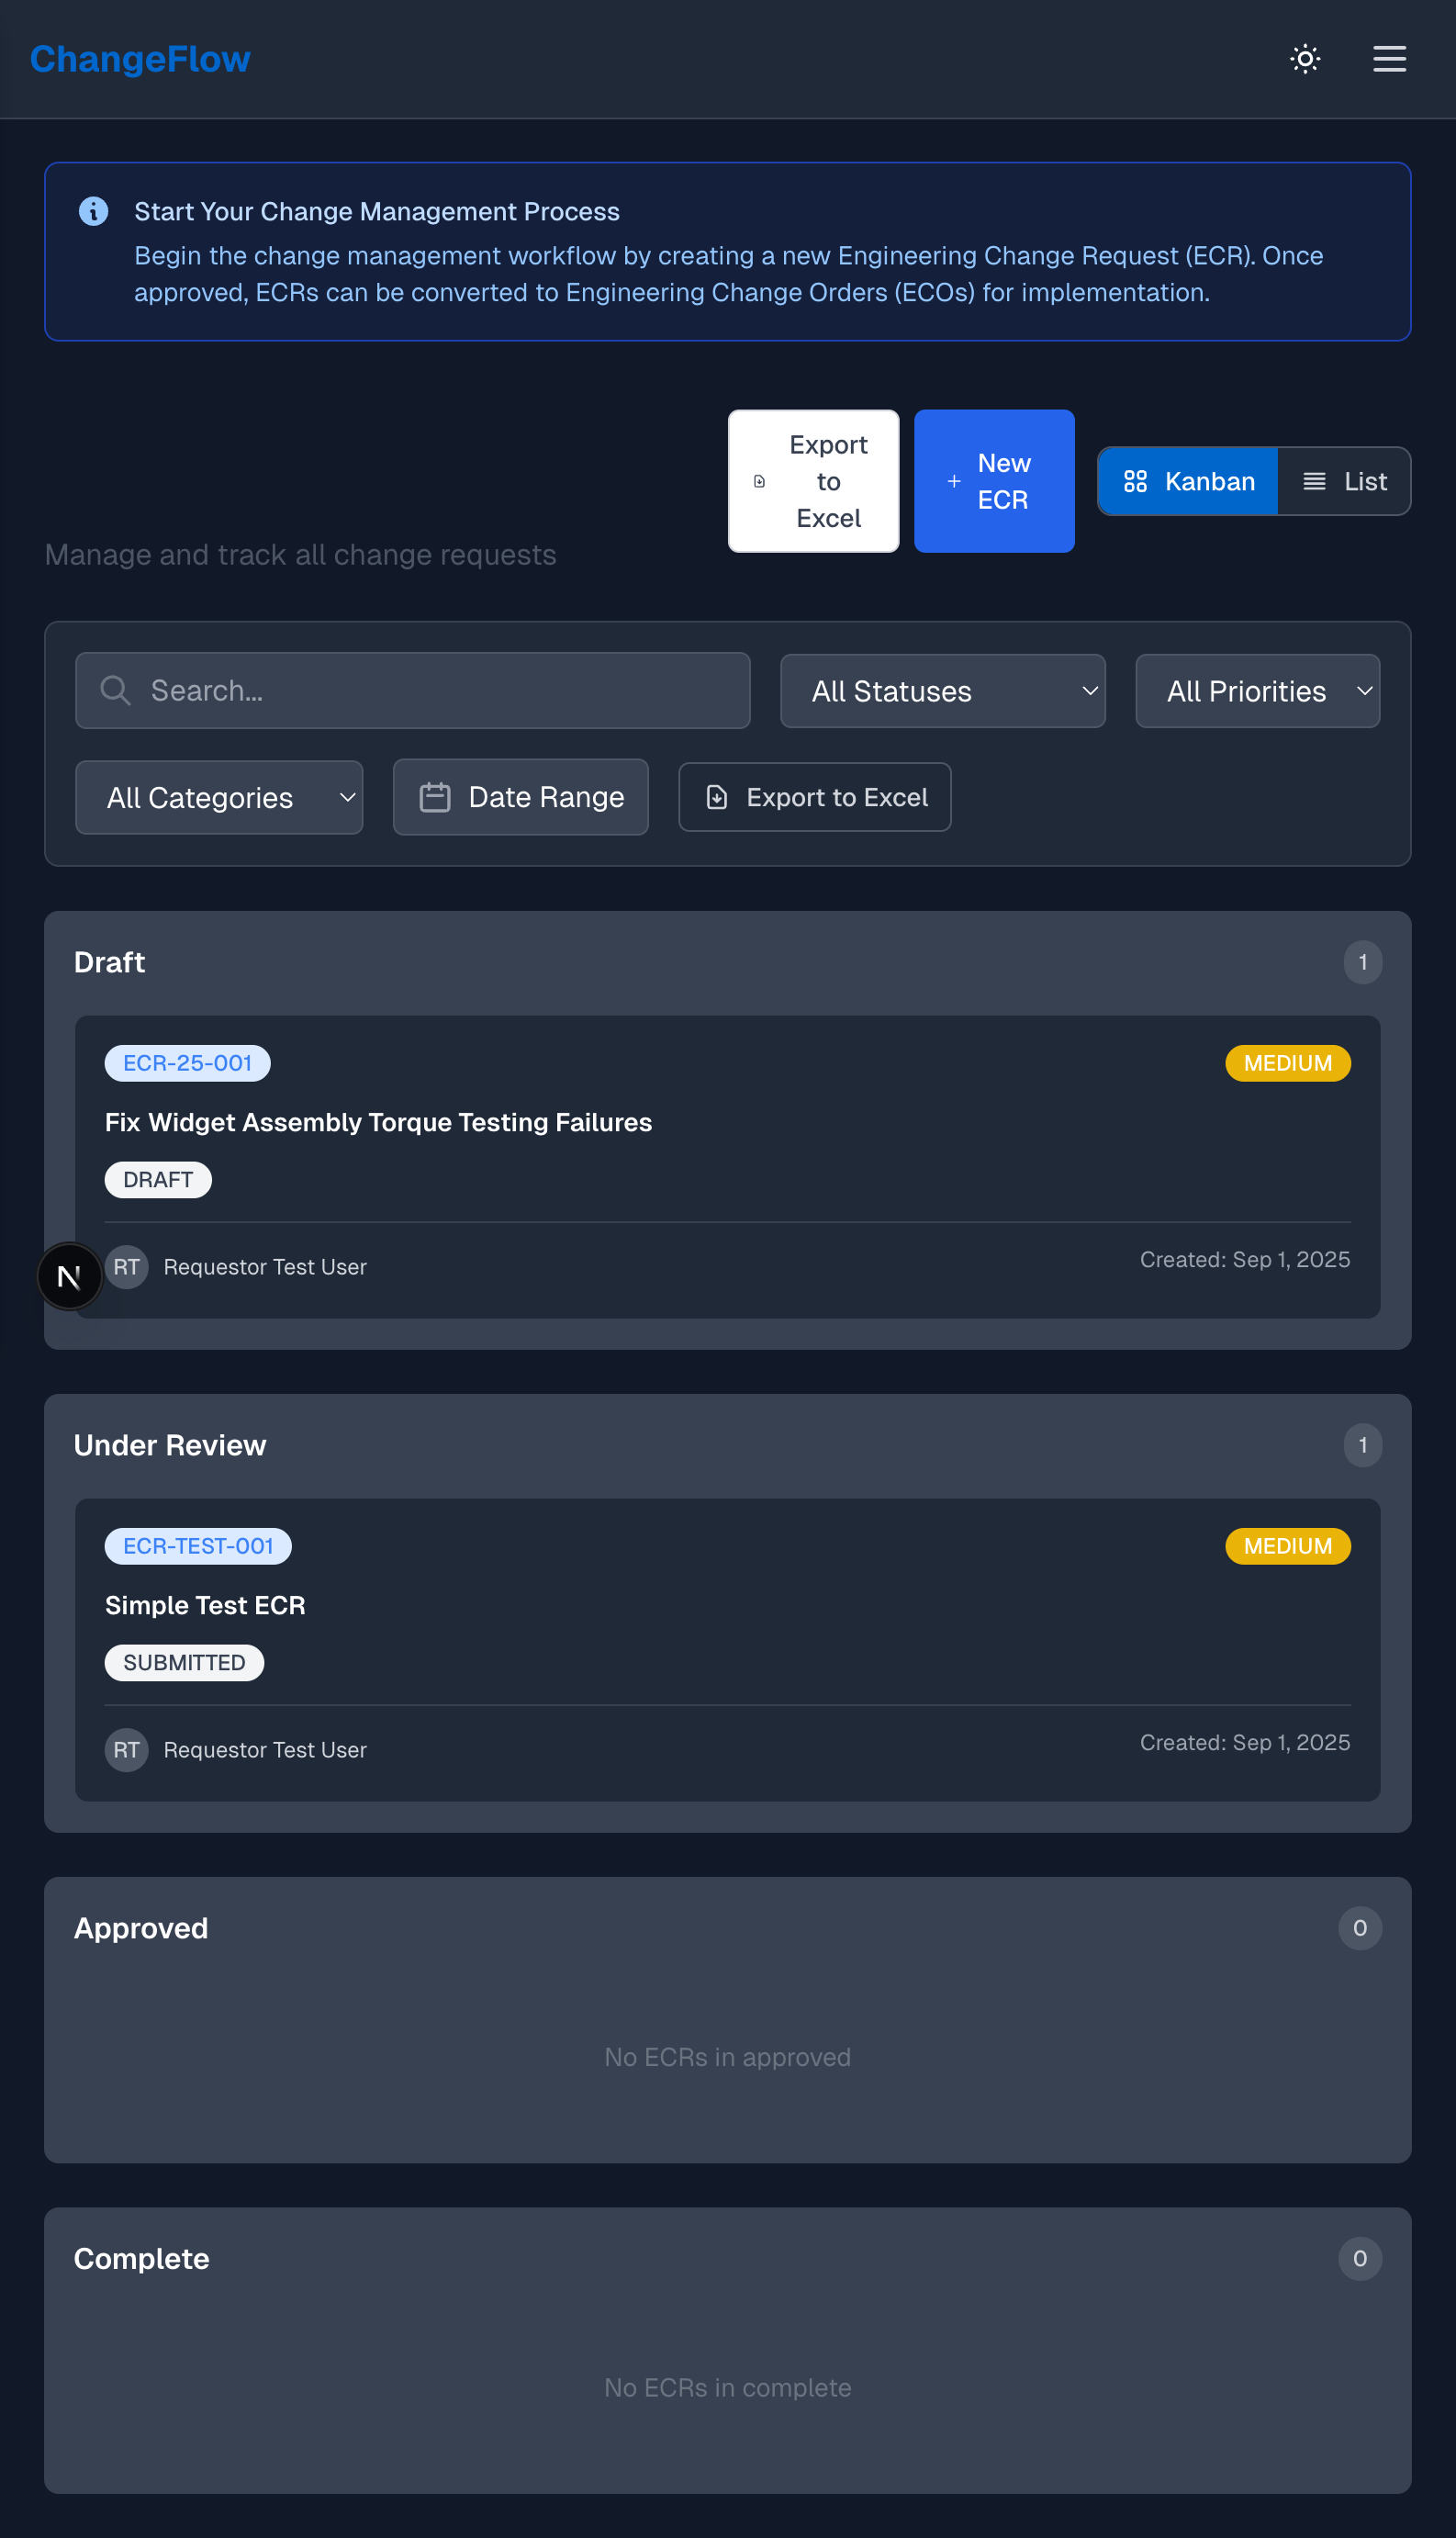 ChangeFlow
Start Your Change Management Process
Begin the change management workflow by creating a new Engineering Change Request (ECR). Once
approved, ECRs can be converted to Engineering Change Orders (ECOs) for implementation.
Export
to
Excel
New
ECR
Kanban
List
Manage and track all change requests
Search...
All Statuses
All Priorities
All Categories
Date Range
Export to Excel
Draft
1
ECR-25-001
MEDIUM
Fix Widget Assembly Torque Testing Failures
DRAFT
N
RT
Requestor Test User
Created: Sep 1, 2025
Under Review
1
ECR-TEST-001
MEDIUM
Simple Test ECR
SUBMITTED
RT
Requestor Test User
Created: Sep 1, 2025
Approved
0
No ECRs in approved
Complete
0
No ECRs in complete